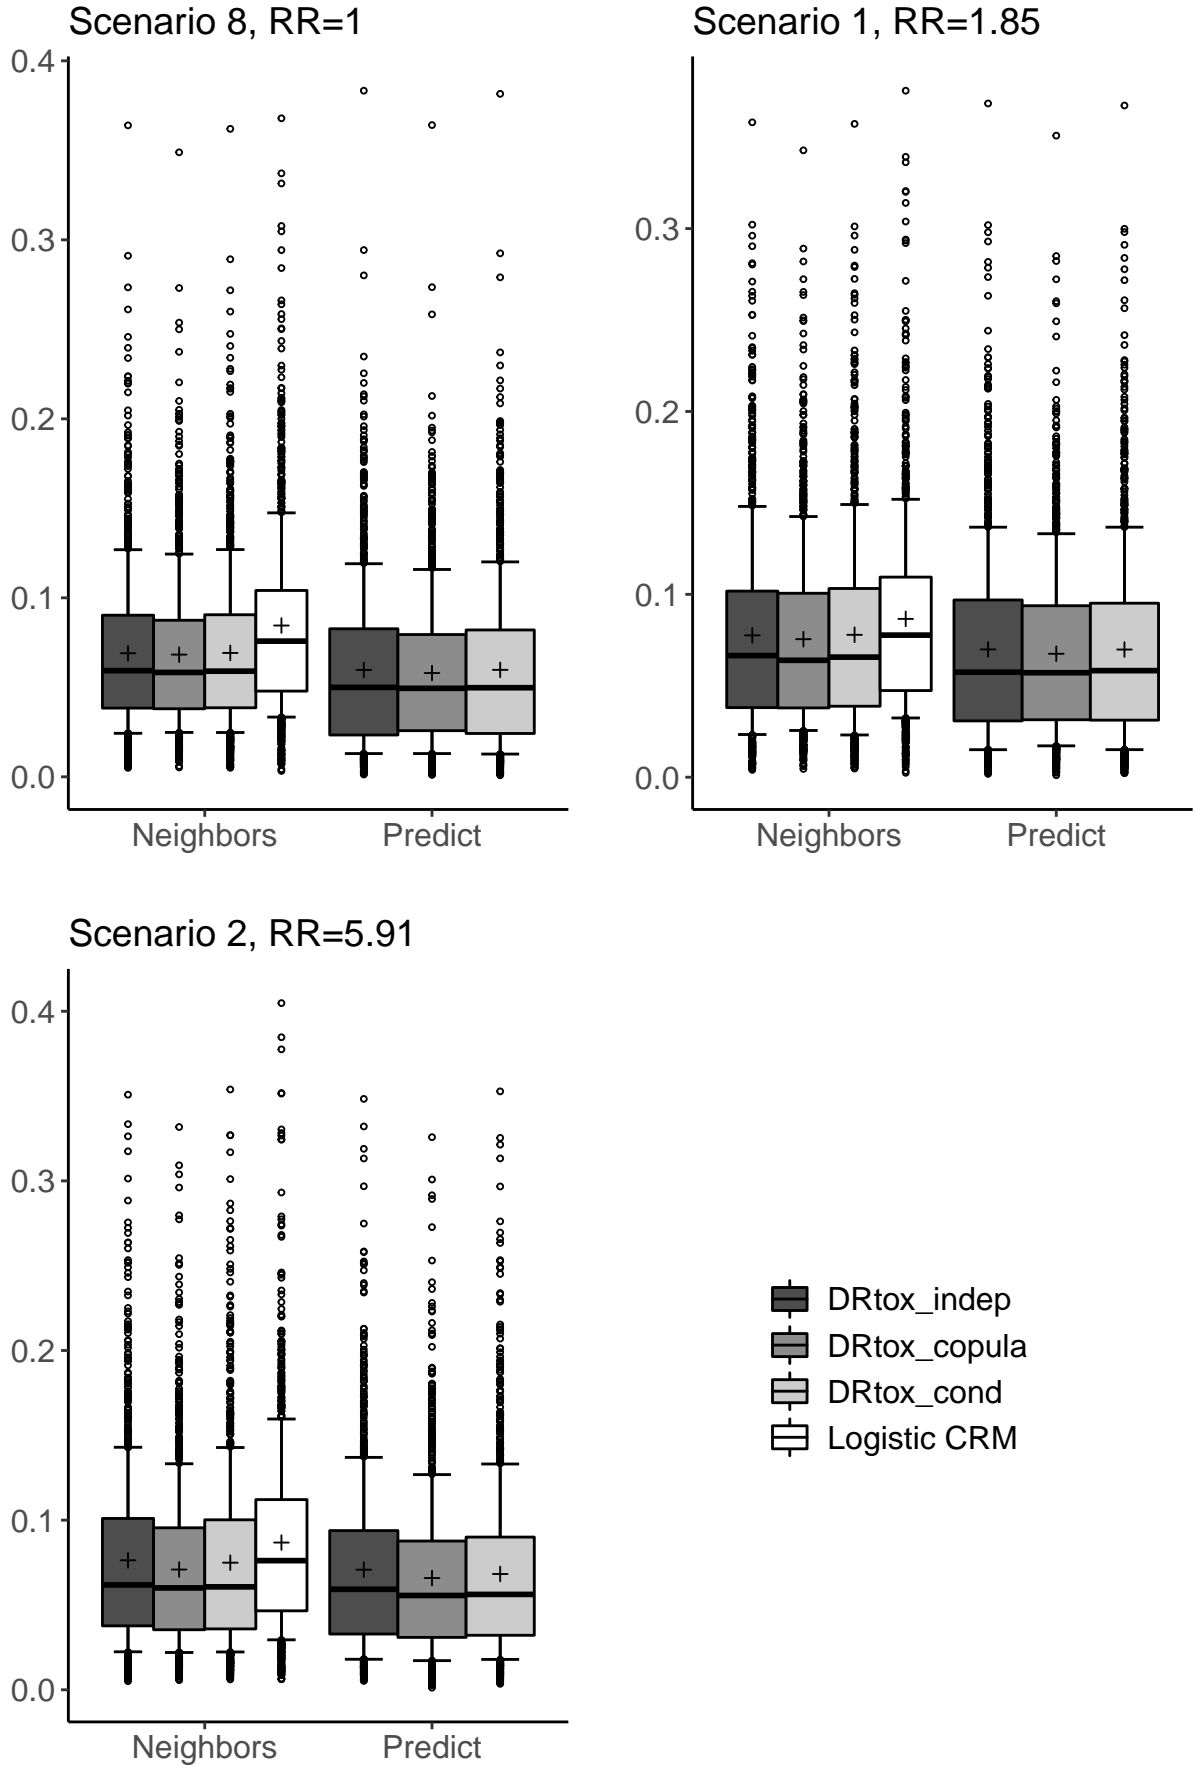 Scenario 8, RR=1
0.4
0.3
0.2
0.1
0.0
Neighbors Predict
Scenario 1, RR=1.85
0.3
0.2
0.1
0.0
Neighbors Predict
Scenario 2, RR=5.91
0.4
0.3
0.2
0.1
0.0
Neighbors Predict
DRtox_indep
DRtox_copula
DRtox_cond
Logistic CRM